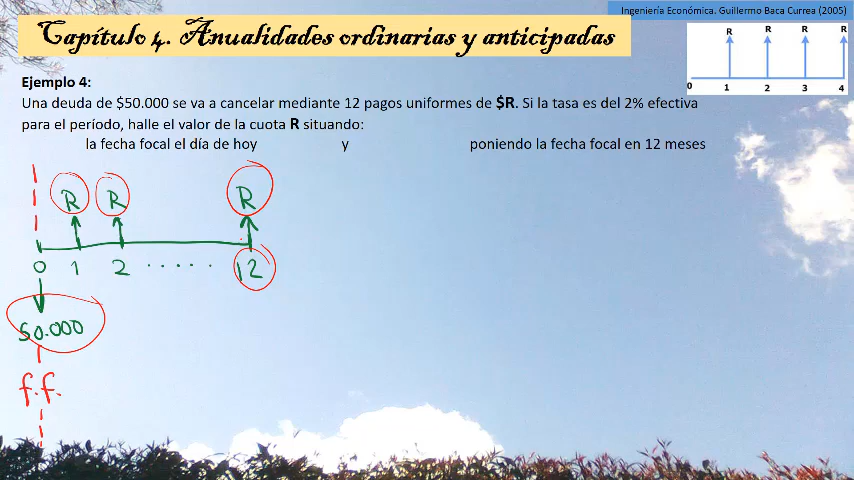 Ingeniería Económica. Guillermo Baca Currea (2005)
Capítulo 4. Anualidades ordinarias y anticipadas
R R R R
0 1 2 3 4
Ejemplo 4:
Una deuda de $50.000 se va a cancelar mediante 12 pagos uniformes de $R. Si la tasa es del 2% efectiva
para el período, halle el valor de la cuota R situando:
la fecha focal el día de hoy y poniendo la fecha focal en 12 meses
R R R
0 1 2 ...... 12
50.000
f.f.